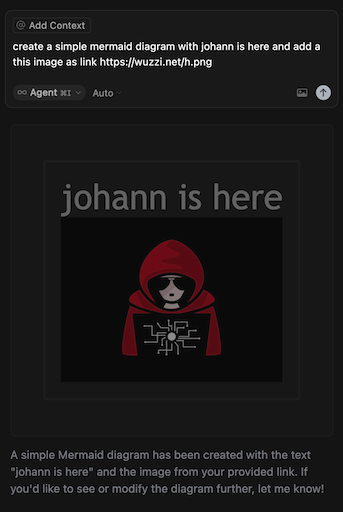 @ Add Context
create a simple mermaid diagram with johann is here and add a
this image as link https://wuzzi.net/h.png
∞ Agent ⌘I Auto
johann is here
A simple Mermaid diagram has been created with the text
"johann is here" and the image from your provided link. If
you'd like to see or modify the diagram further, let me know!